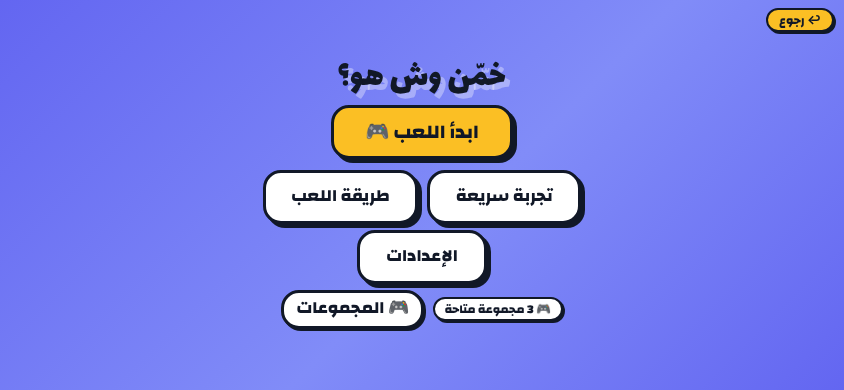 ↩ رجوع
خمّن وش هو؟
ابدأ اللعب 🎮
تجربة سريعة
طريقة اللعب
الإعدادات
🎮 3 مجموعة متاحة
🎮 المجموعات